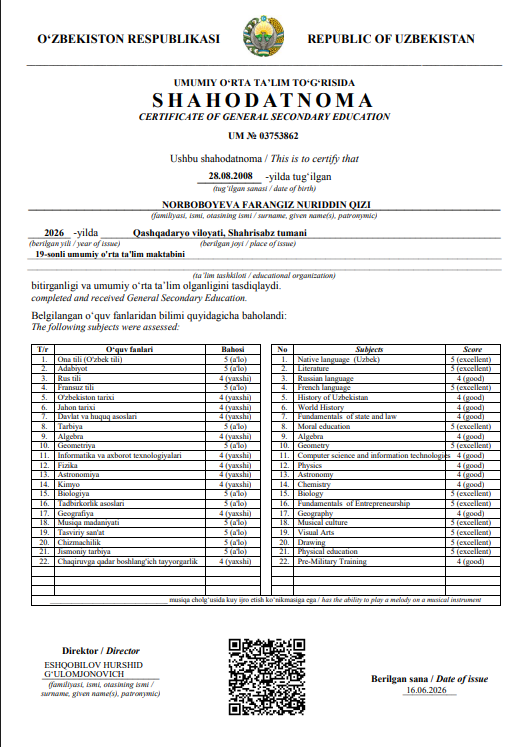 O‘ZBEKISTON RESPUBLIKASI REPUBLIC OF UZBEKISTAN
UMUMIY O‘RTA TA’LIM TO‘G‘RISIDA
SHAHODATNOMA
CERTIFICATE OF GENERAL SECONDARY EDUCATION
UM № 03753862
Ushbu shahodatnoma / This is to certify that
28.08.2008 -yilda tug‘ilgan
(tug‘ilgan sanasi / date of birth)
NORBOBOYEVA FARANGIZ NURIDDIN QIZI
(familiyasi, ismi, otasining ismi / surname, given name(s), patronymic)
2026 -yilda Qashqadaryo viloyati, Shahrisabz tumani
(berilgan yili / year of issue) (berilgan joyi / place of issue)
19-sonli umumiy o'rta ta'lim maktabini
(ta’lim tashkiloti / educational organization)
bitirganligi va umumiy o‘rta ta’lim olganligini tasdiqlaydi.
completed and received General Secondary Education.
Belgilangan o‘quv fanlaridan bilimi quyidagicha baholandi:
The following subjects were assessed:
T/r O‘quv fanlari Bahosi No Subjects Score
1. Ona tili (O'zbek tili) 5 (a'lo) 1. Native language (Uzbek) 5 (excellent)
2. Adabiyot 5 (a'lo) 2. Literature 5 (excellent)
3. Rus tili 4 (yaxshi) 3. Russian language 4 (good)
4. Fransuz tili 5 (a'lo) 4. French language 5 (excellent)
5. O'zbekiston tarixi 4 (yaxshi) 5. History of Uzbekistan 4 (good)
6. Jahon tarixi 4 (yaxshi) 6. World History 4 (good)
7. Davlat va huquq asoslari 4 (yaxshi) 7. Fundamentals of state and law 4 (good)
8. Tarbiya 5 (a'lo) 8. Moral education 5 (excellent)
9. Algebra 4 (yaxshi) 9. Algebra 4 (good)
10. Geometriya 5 (a'lo) 10. Geometry 5 (excellent)
11. Informatika va axborot texnologiyalari 4 (yaxshi) 11. Computer science and information technologies 4 (good)
12. Fizika 4 (yaxshi) 12. Physics 4 (good)
13. Astronomiya 4 (yaxshi) 13. Astronomy 4 (good)
14. Kimyo 4 (yaxshi) 14. Chemistry 4 (good)
15. Biologiya 5 (a'lo) 15. Biology 5 (excellent)
16. Tadbirkorlik asoslari 5 (a'lo) 16. Fundamentals of Entrepreneurship 5 (excellent)
17. Geografiya 4 (yaxshi) 17. Geography 4 (good)
18. Musiqa madaniyati 5 (a'lo) 18. Musical culture 5 (excellent)
19. Tasviriy san'at 5 (a'lo) 19. Visual Arts 5 (excellent)
20. Chizmachilik 5 (a'lo) 20. Drawing 5 (excellent)
21. Jismoniy tarbiya 5 (a'lo) 21. Physical education 5 (excellent)
22. Chaqiruvga qadar boshlang'ich tayyorgarlik 4 (yaxshi) 22. Pre-Military Training 4 (good)
musiqa cholg‘usida kuy ijro etish ko‘nikmasiga ega / has the ability to play a melody on a musical instrument
Direktor / Director
ESHQOBILOV HURSHID
G‘ULOMJONOVICH
(familiyasi, ismi, otasining ismi /
surname, given name(s), patronymic)
Berilgan sana / Date of issue
16.06.2026